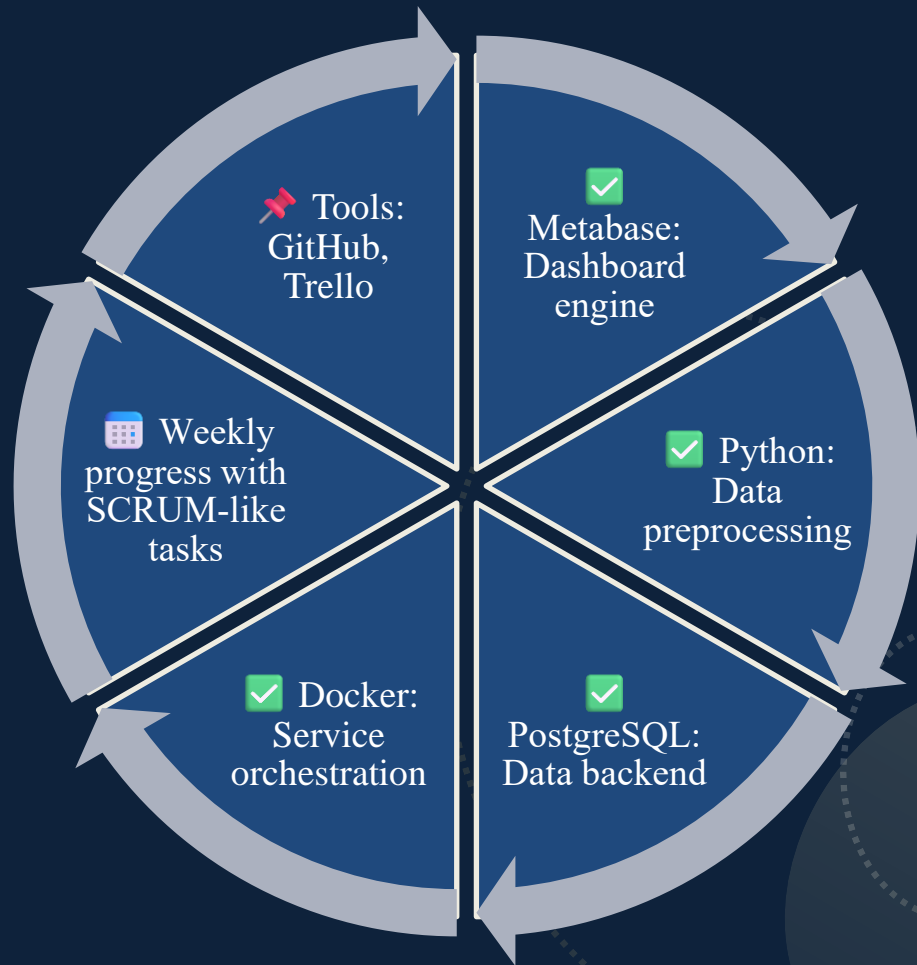 ✅
Metabase:
Dashboard
engine
✅ Python:
Data
preprocessing
✅
PostgreSQL:
Data backend
✅ Docker:
Service
orchestration
📅 Weekly
progress with
SCRUM-like
tasks
📌 Tools:
GitHub,
Trello